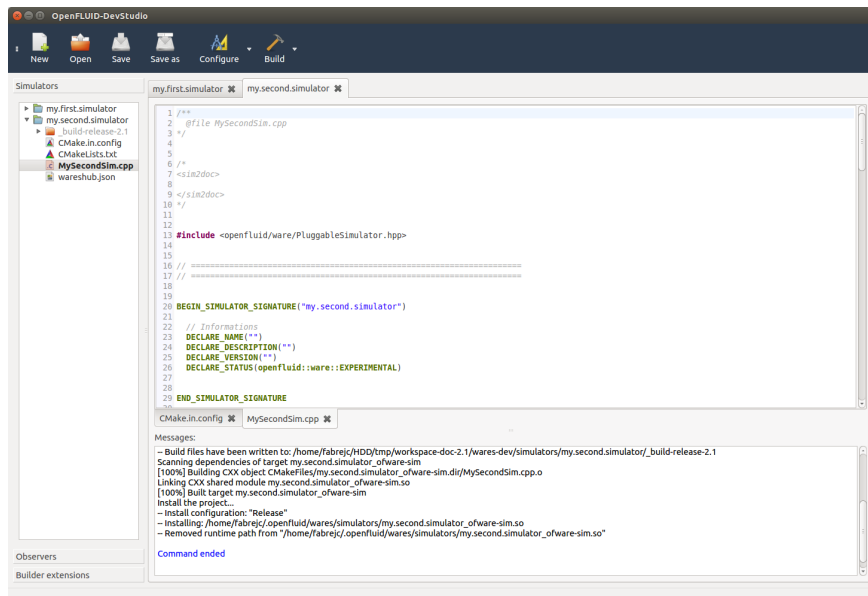 OpenFLUID-DevStudio
New Open Save Save as Configure Build
Simulators
my.first.simulator
my.second.simulator
_build-release-2.1
CMake.in.config
CMakeLists.txt
MySecondSim.cpp
wareshub.json
Observers
Builder extensions
my.first.simulator my.second.simulator
1 /**
2 @file MySecondSim.cpp
3 */
4
5
6 /*
7 <sim2doc>
8
9 </sim2doc>
10 */
11
12
13 #include <openfluid/ware/PluggableSimulator.hpp>
14
15
16 // =====================================================================
17 // =====================================================================
18
19
20 BEGIN_SIMULATOR_SIGNATURE("my.second.simulator")
21
22 // Informations
23 DECLARE_NAME("")
24 DECLARE_DESCRIPTION("")
25 DECLARE_VERSION("")
26 DECLARE_STATUS(openfluid::ware::EXPERIMENTAL)
27
28
29 END_SIMULATOR_SIGNATURE
CMake.in.config MySecondSim.cpp
Messages:
-- Build files have been written to: /home/fabrejc/HDD/tmp/workspace-doc-2.1/wares-dev/simulators/my.second.simulator/_build-release-2.1
Scanning dependencies of target my.second.simulator_ofware-sim
[100%] Building CXX object CMakeFiles/my.second.simulator_ofware-sim.dir/MySecondSim.cpp.o
Linking CXX shared module my.second.simulator_ofware-sim.so
[100%] Built target my.second.simulator_ofware-sim
Install the project...
-- Install configuration: "Release"
-- Installing: /home/fabrejc/.openfluid/wares/simulators/my.second.simulator_ofware-sim.so
-- Removed runtime path from "/home/fabrejc/.openfluid/wares/simulators/my.second.simulator_ofware-sim.so"
Command ended